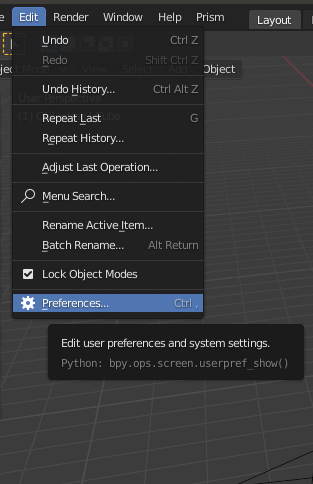 Edit Render Window Help Prism Layout
Object
Undo Ctrl Z
Redo Shift Ctrl Z
Undo History... Ctrl Alt Z
Repeat Last G
Repeat History...
Adjust Last Operation...
Menu Search...
Rename Active Item...
Batch Rename... Alt Return
Lock Object Modes
Preferences... Ctrl ,
Edit user preferences and system settings.
Python: bpy.ops.screen.userpref_show()